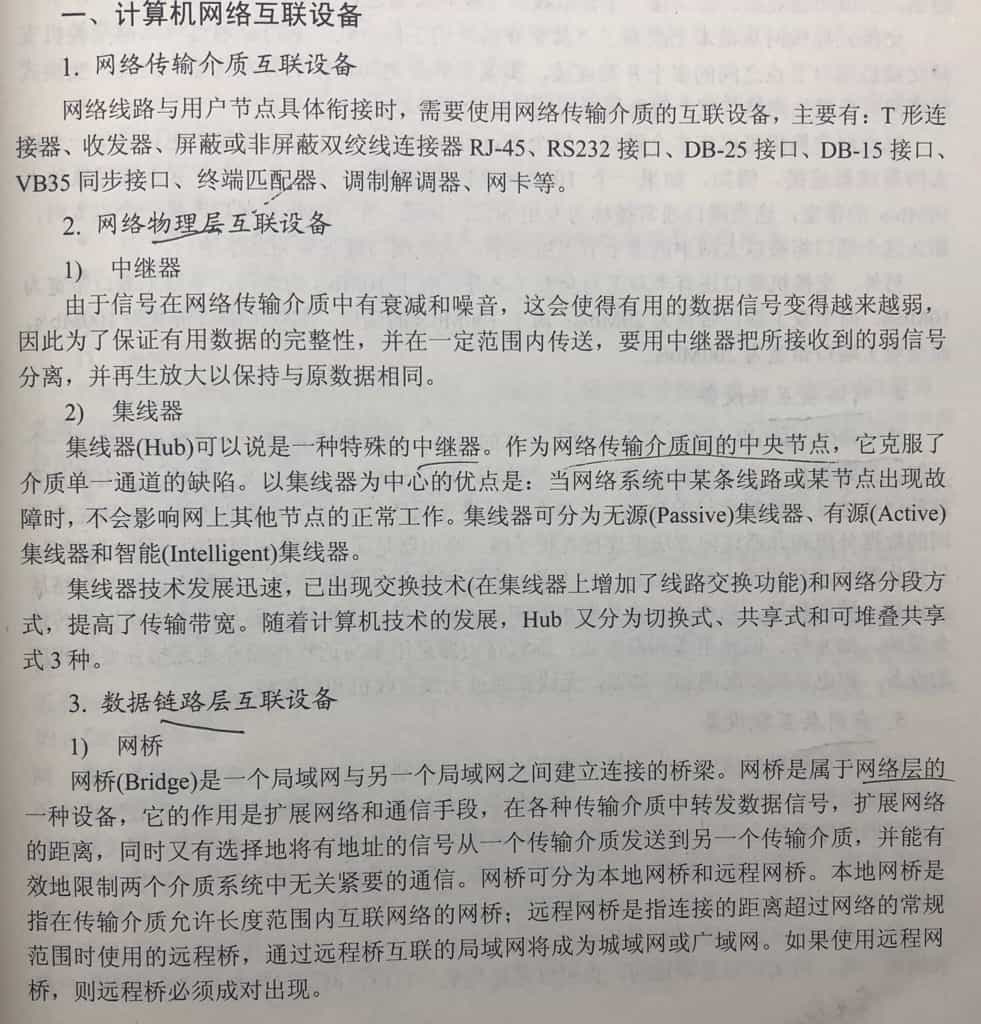 一、计算机网络互联设备
1. 网络传输介质互联设备
网络线路与用户节点具体衔接时，需要使用网络传输介质的互联设备，主要有：T 形连
接器、收发器、屏蔽或非屏蔽双绞线连接器 RJ-45、RS232 接口、DB-25 接口、DB-15 接口、
VB35 同步接口、终端匹配器、调制解调器、网卡等。
2. 网络物理层互联设备
1) 中继器
由于信号在网络传输介质中有衰减和噪音，这会使得有用的数据信号变得越来越弱，
因此为了保证有用数据的完整性，并在一定范围内传送，要用中继器把所接收到的弱信号
分离，并再生放大以保持与原数据相同。
2) 集线器
集线器(Hub)可以说是一种特殊的中继器。作为网络传输介质间的中央节点，它克服了
介质单一通道的缺陷。以集线器为中心的优点是：当网络系统中某条线路或某节点出现故
障时，不会影响网上其他节点的正常工作。集线器可分为无源(Passive)集线器、有源(Active)
集线器和智能(Intelligent)集线器。
集线器技术发展迅速，已出现交换技术(在集线器上增加了线路交换功能)和网络分段方
式，提高了传输带宽。随着计算机技术的发展，Hub 又分为切换式、共享式和可堆叠共享
式 3 种。
3. 数据链路层互联设备
1) 网桥
网桥(Bridge)是一个局域网与另一个局域网之间建立连接的桥梁。网桥是属于网络层的
一种设备，它的作用是扩展网络和通信手段，在各种传输介质中转发数据信号，扩展网络
的距离，同时又有选择地将有地址的信号从一个传输介质发送到另一个传输介质，并能有
效地限制两个介质系统中无关紧要的通信。网桥可分为本地网桥和远程网桥。本地网桥是
指在传输介质允许长度范围内互联网络的网桥；远程网桥是指连接的距离超过网络的常规
范围时使用的远程桥，通过远程桥互联的局域网将成为城域网或广域网。如果使用远程网
桥，则远程桥必须成对出现。